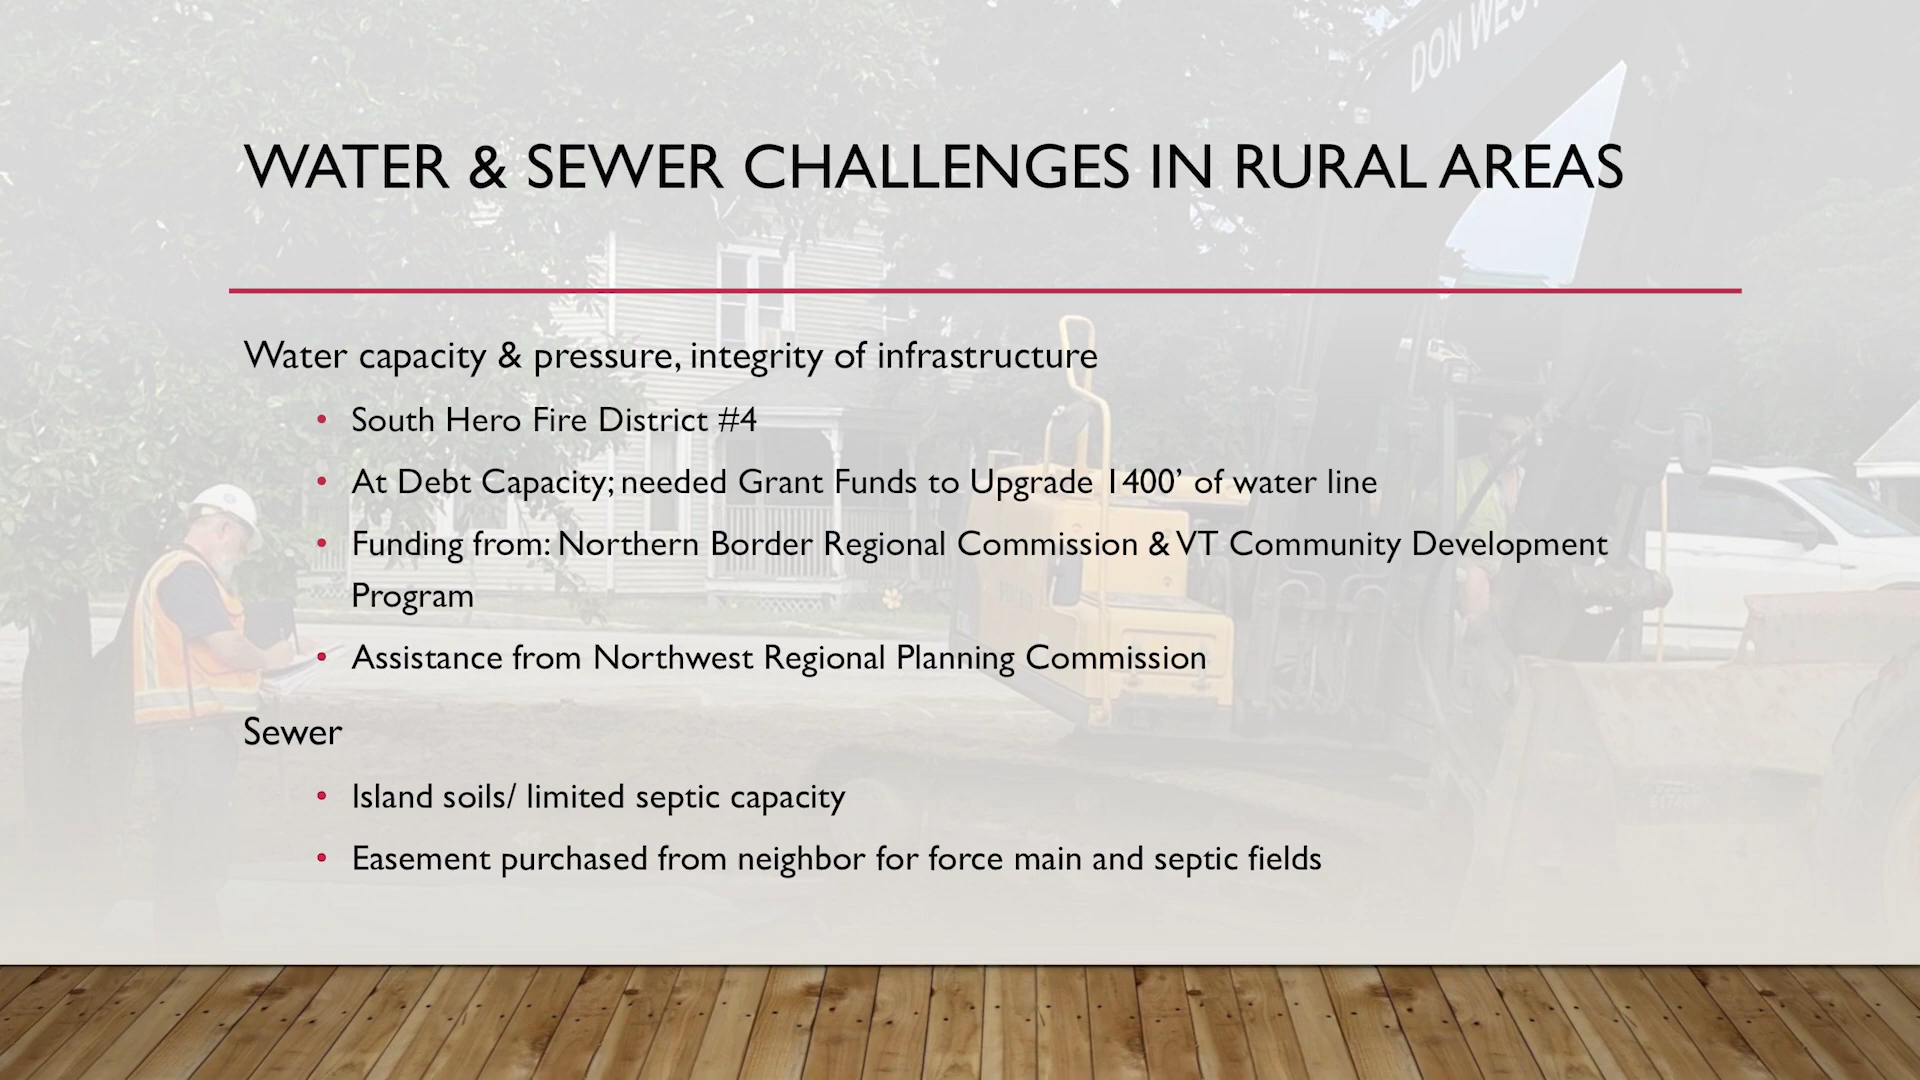 DON WES
WATER & SEWER CHALLENGES IN RURAL AREAS
Water capacity & pressure, integrity of infrastructure
• South Hero Fire District #4
• At Debt Capacity; needed Grant Funds to Upgrade 1400’ of water line
• Funding from: Northern Border Regional Commission & VT Community Development
Program
• Assistance from Northwest Regional Planning Commission
Sewer
• Island soils/ limited septic capacity
• Easement purchased from neighbor for force main and septic fields